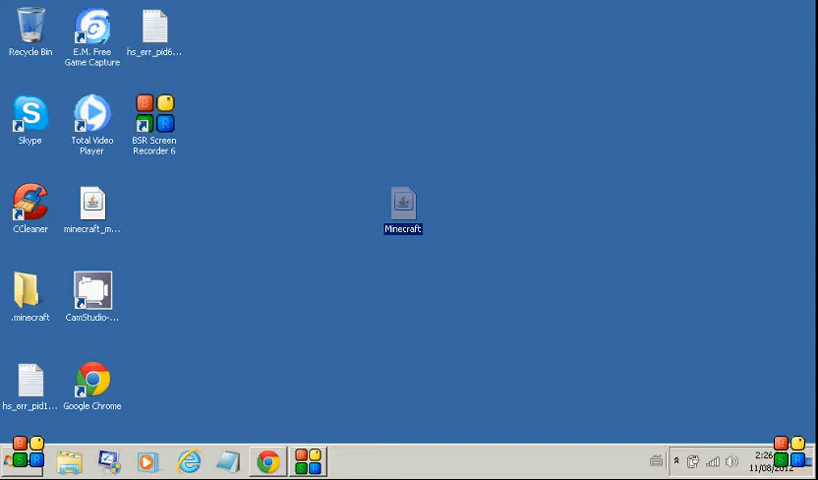 Recycle Bin
E.M. Free
Game Capture
hs_err_pid6...
Skype
Total Video
Player
BSR Screen
Recorder 6
CCleaner
minecraft_m...
Minecraft
.minecraft
CamStudio-...
hs_err_pid1...
Google Chrome
2:26
11/08/2012